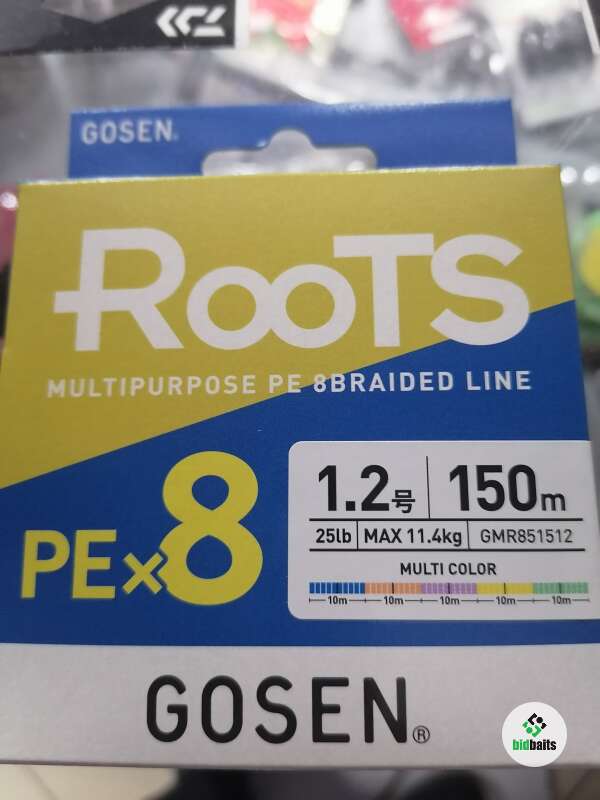 GOSEN®
ROOTS
MULTIPURPOSE PE 8BRAIDED LINE
1.2号 150m
25lb MAX 11.4kg GMR851512
MULTI COLOR
10m 10m 10m 10m 10m
PE×8
GOSEN®
bidbaits